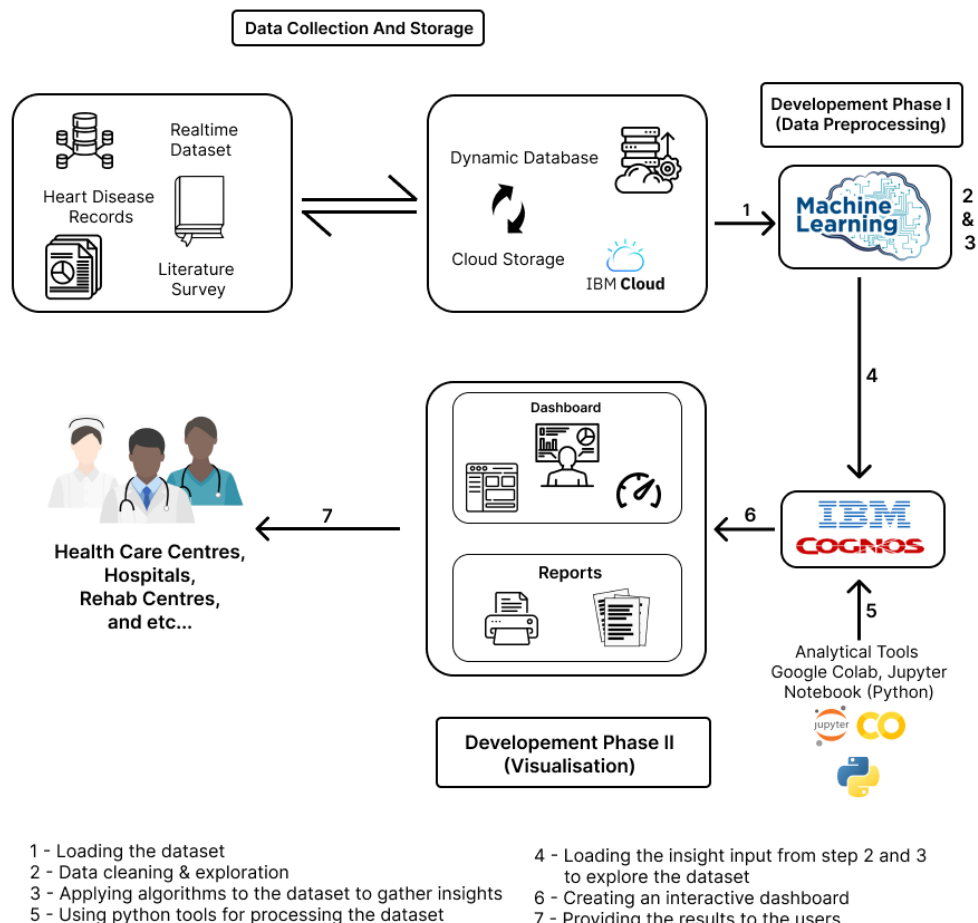 Data Collection And Storage
Realtime
Dataset
Heart Disease
Records
Literature
Survey
Dynamic Database
Cloud Storage
IBM Cloud
Developement Phase I
(Data Preprocessing)
1
Machine
Learning
2
&
3
4
Dashboard
Reports
6
IBM
COGNOS
7
Health Care Centres,
Hospitals,
Rehab Centres,
and etc...
5
Analytical Tools
Google Colab, Jupyter
Notebook (Python)
jupyter
CO
Developement Phase II
(Visualisation)
1 - Loading the dataset
2 - Data cleaning & exploration
3 - Applying algorithms to the dataset to gather insights
5 - Using python tools for processing the dataset
4 - Loading the insight input from step 2 and 3
to explore the dataset
6 - Creating an interactive dashboard
7 - Providing the results to the users